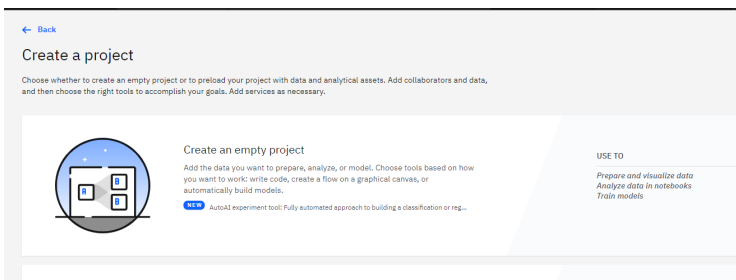 ← Back
Create a project
Choose whether to create an empty project or to preload your project with data and analytical assets. Add collaborators and data,
and then choose the right tools to accomplish your goals. Add services as necessary.
Create an empty project
Add the data you want to prepare, analyze, or model. Choose tools based on how
you want to work: write code, create a flow on a graphical canvas, or
automatically build models.
NEW AutoAI experiment tool: Fully automated approach to building a classification or reg...
USE TO
Prepare and visualize data
Analyze data in notebooks
Train models
A
B
B